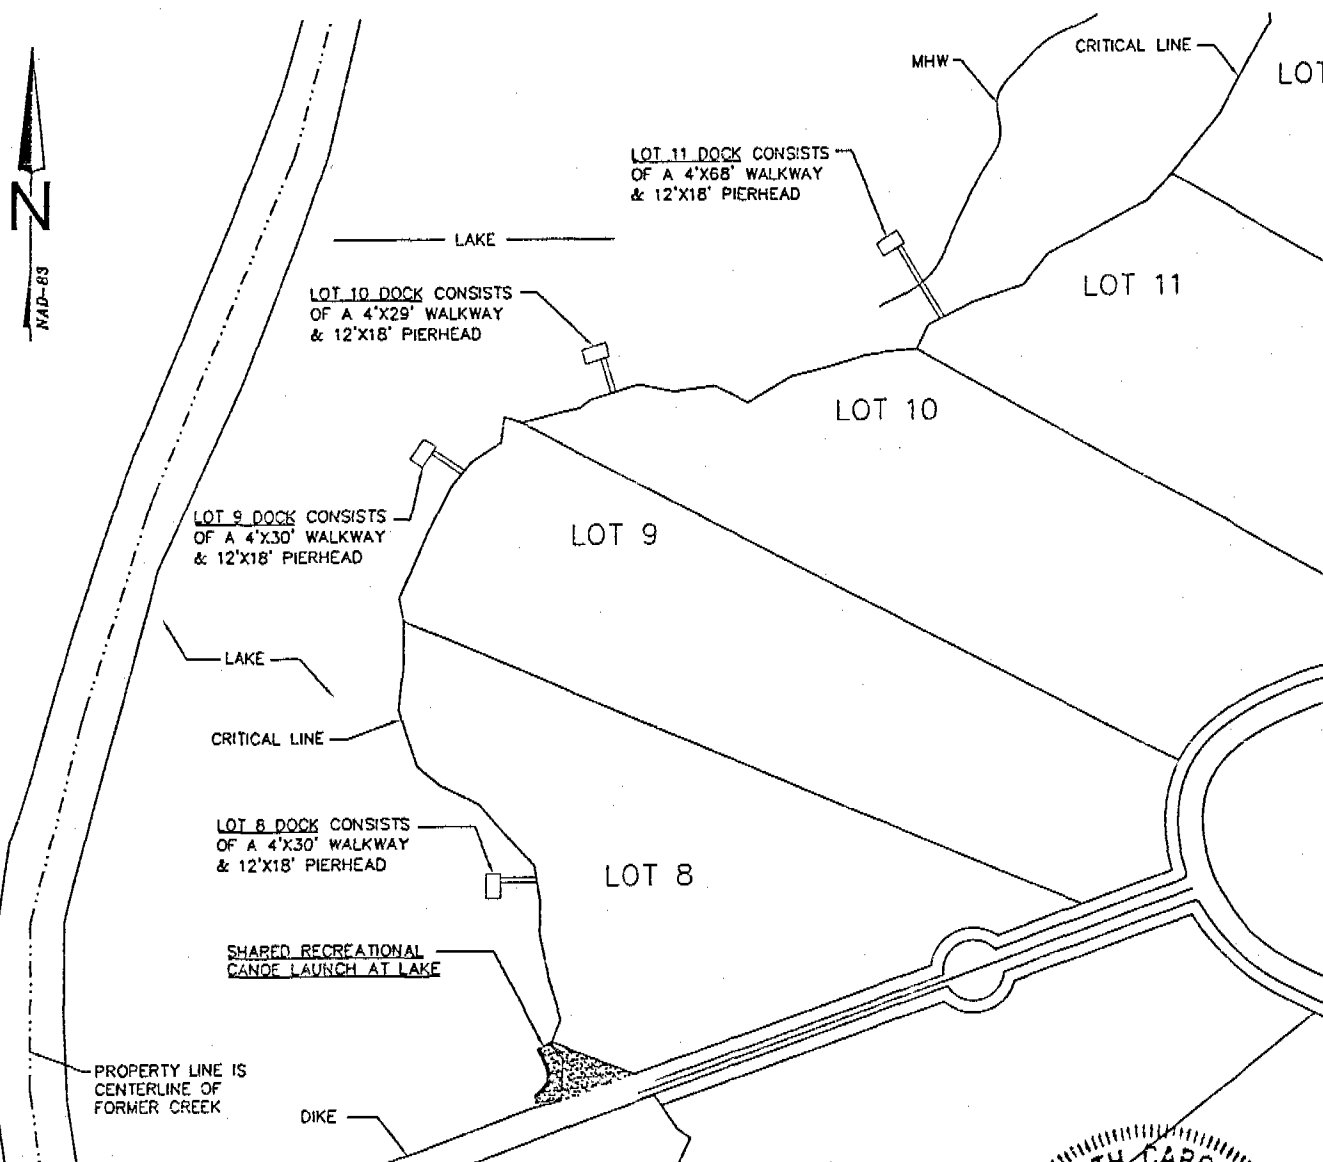 MHW
CRITICAL LINE
LOT
LOT 11 DOCK CONSISTS
OF A 4'X68' WALKWAY
& 12'X18' PIERHEAD
N
NAD-83
LAKE
LOT 11
LOT 10 DOCK CONSISTS
OF A 4'X29' WALKWAY
& 12'X18' PIERHEAD
LOT 10
LOT 9 DOCK CONSISTS
OF A 4'X30' WALKWAY
& 12'X18' PIERHEAD
LOT 9
LAKE
CRITICAL LINE
LOT 8 DOCK CONSISTS
OF A 4'X30' WALKWAY
& 12'X18' PIERHEAD
LOT 8
SHARED RECREATIONAL
CANOE LAUNCH AT LAKE
PROPERTY LINE IS
CENTERLINE OF
FORMER CREEK
DIKE